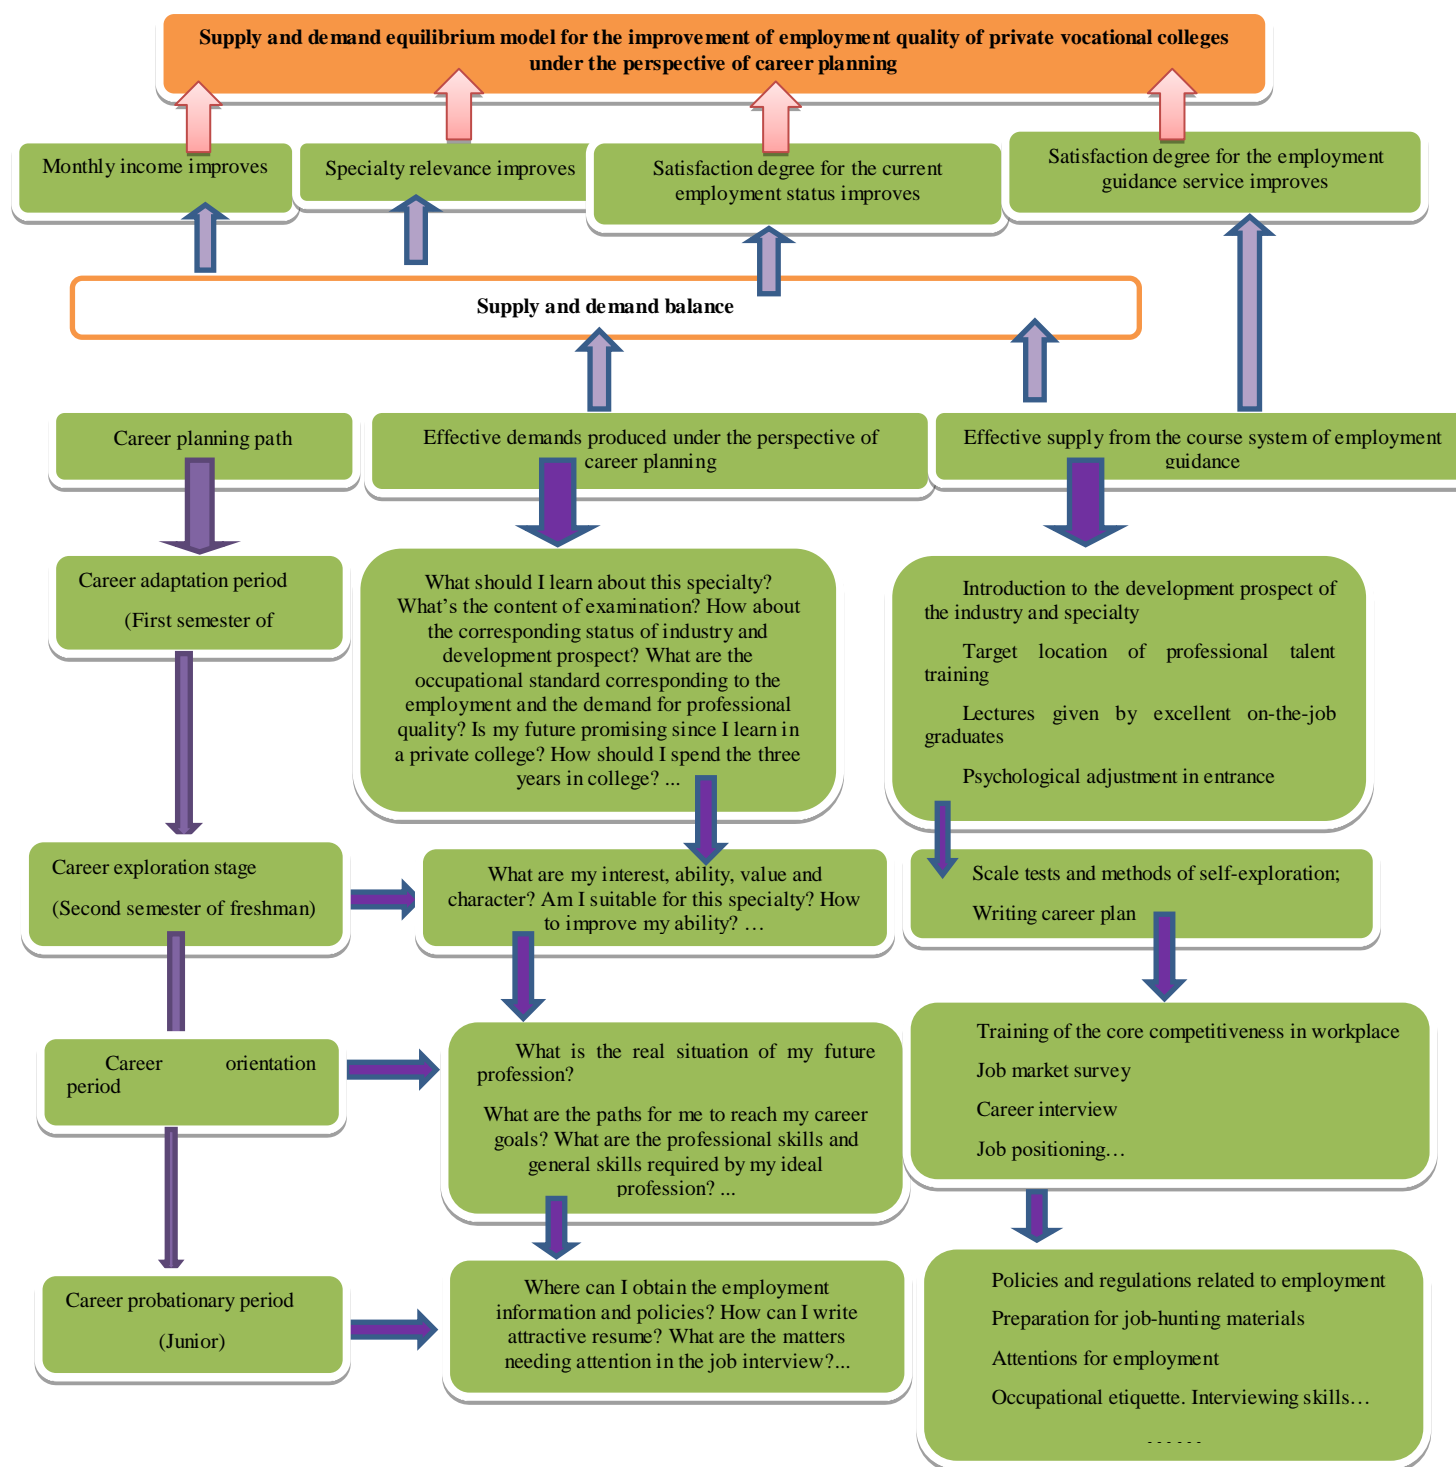 Supply and demand equilibrium model for the improvement of employment quality of private vocational colleges
under the perspective of career planning
Monthly income improves
Specialty relevance improves
Satisfaction degree for the current
employment status improves
Satisfaction degree for the employment
guidance service improves
Supply and demand balance
Career planning path
Effective demands produced under the perspective of
career planning
Effective supply from the course system of employment
guidance
Career adaptation period
(First semester of
What should I learn about this specialty?
What's the content of examination? How about
the corresponding status of industry and
development prospect? What are the
occupational standard corresponding to the
employment and the demand for professional
quality? Is my future promising since I learn in
a private college? How should I spend the three
years in college? ...
Introduction to the development prospect of
the industry and specialty
Target location of professional talent
training
Lectures given by excellent on-the-job
graduates
Psychological adjustment in entrance
Career exploration stage
(Second semester of freshman)
What are my interest, ability, value and
character? Am I suitable for this specialty? How
to improve my ability? …
Scale tests and methods of self-exploration;
Writing career plan
Career orientation
period
What is the real situation of my future
profession?
What are the paths for me to reach my career
goals? What are the professional skills and
general skills required by my ideal
profession? ...
Training of the core competitiveness in workplace
Job market survey
Career interview
Job positioning…
Career probationary period
(Junior)
Where can I obtain the employment
information and policies? How can I write
attractive resume? What are the matters
needing attention in the job interview?...
Policies and regulations related to employment
Preparation for job-hunting materials
Attentions for employment
Occupational etiquette. Interviewing skills…
......